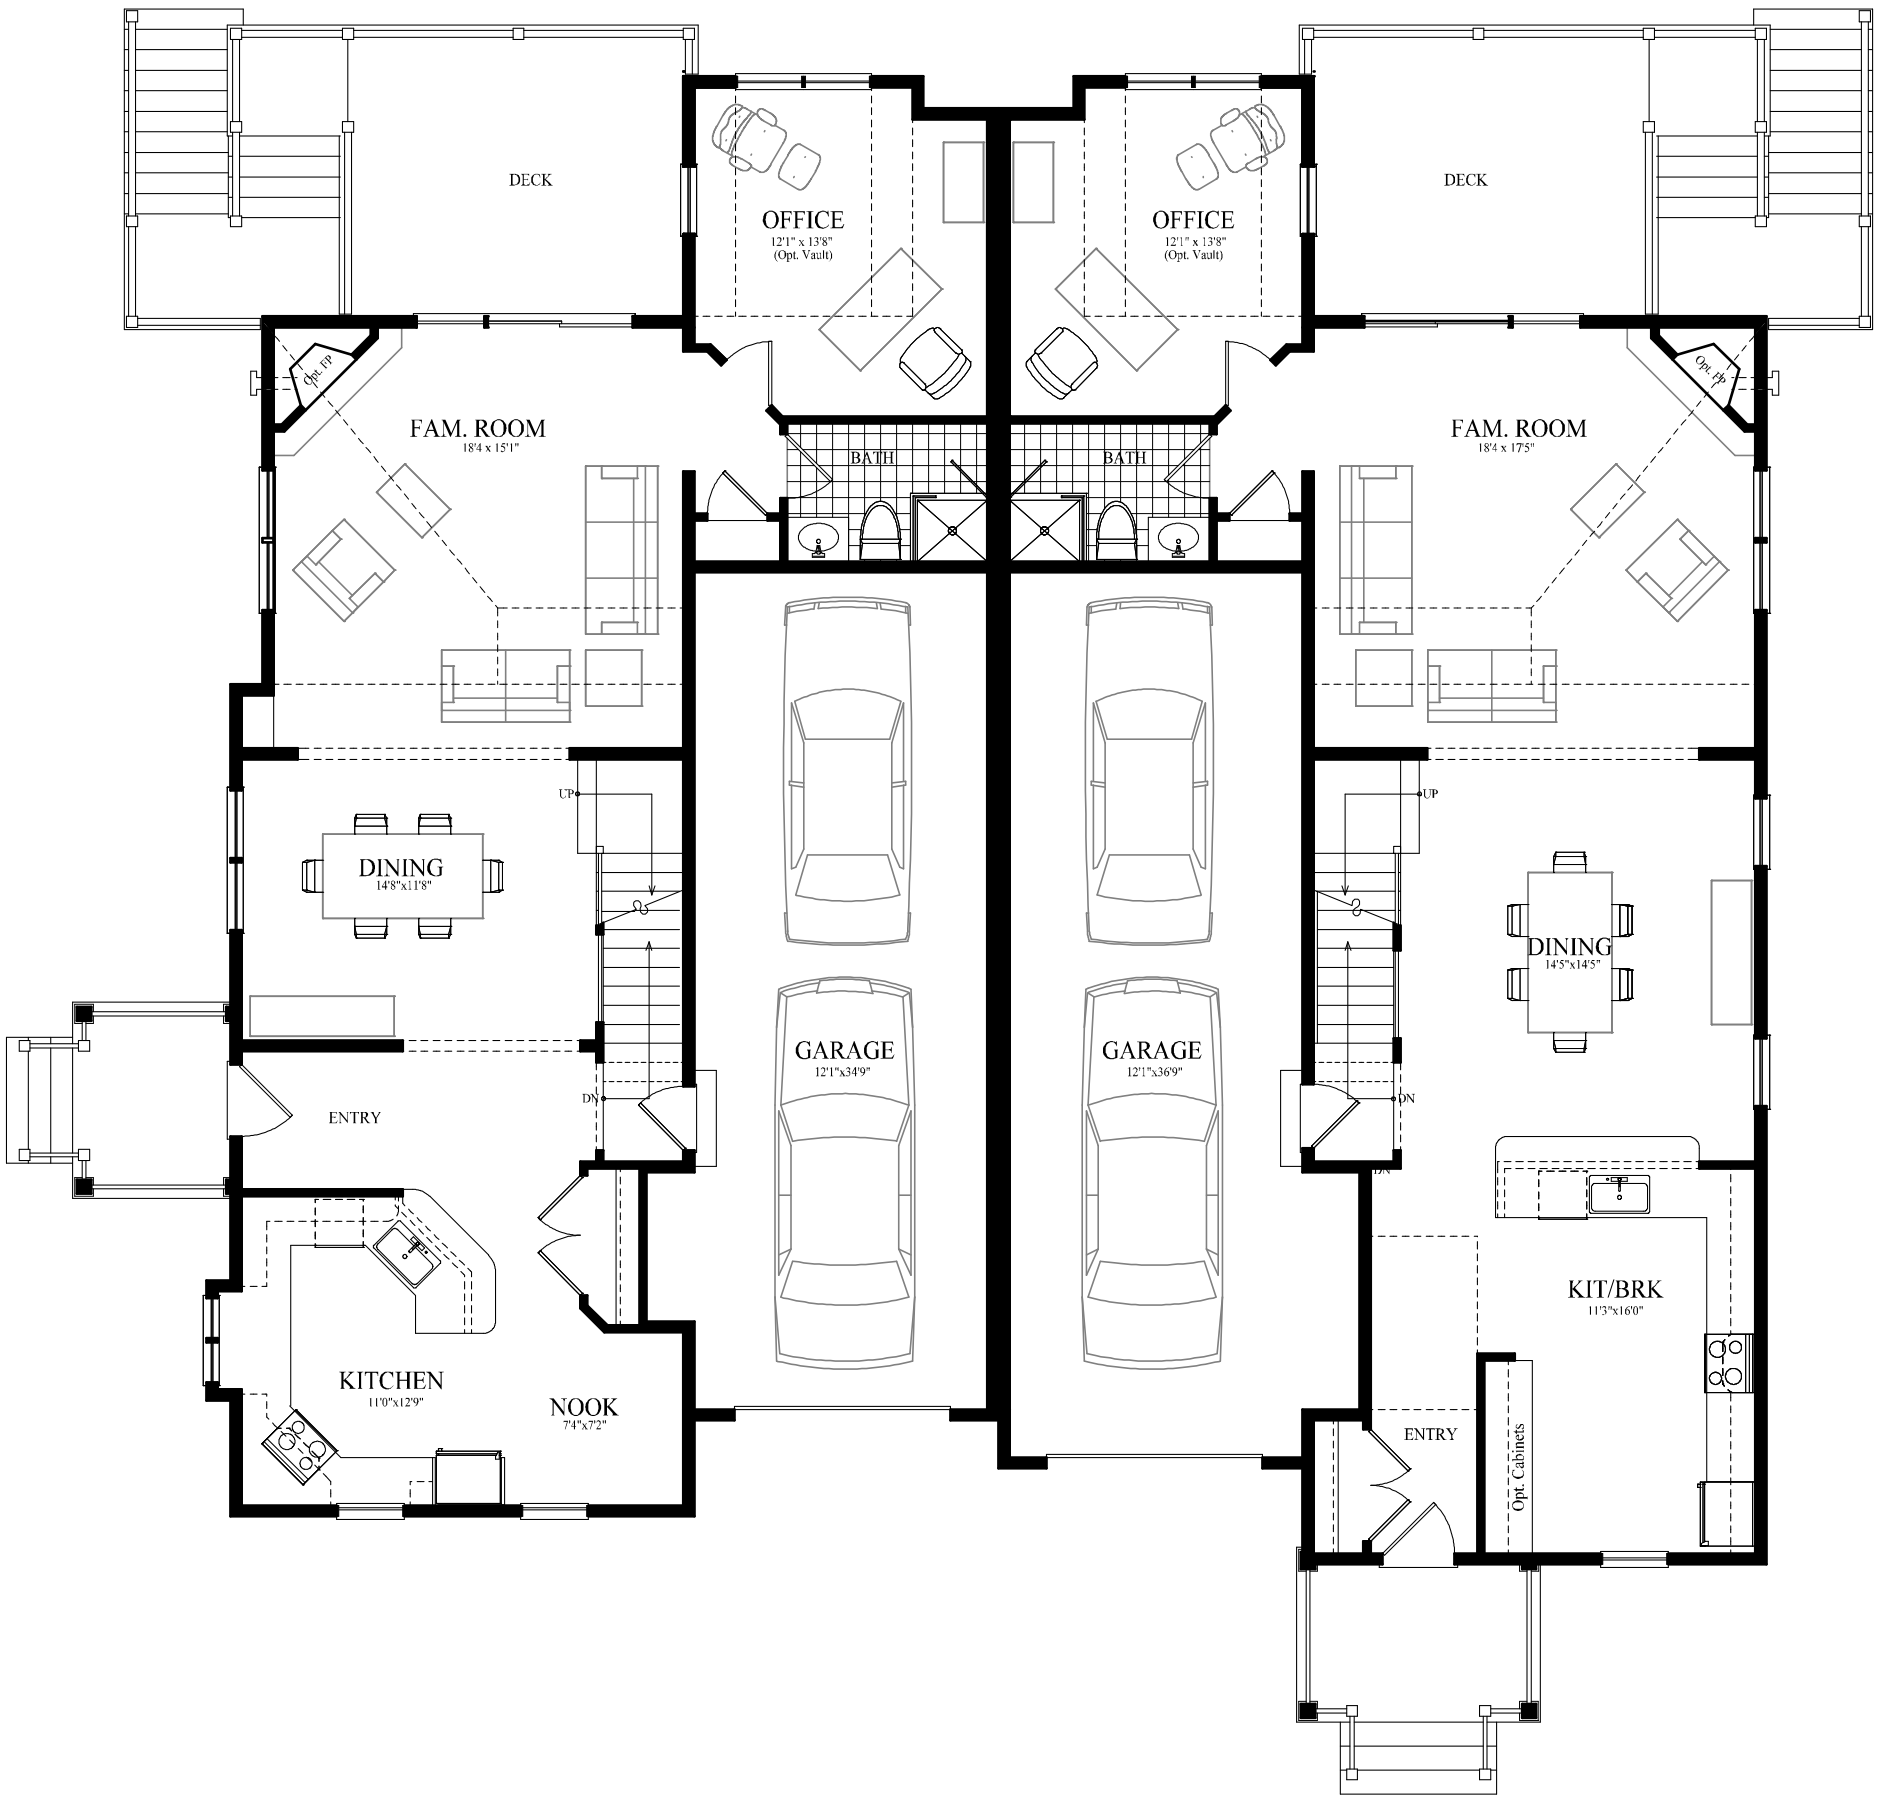 DECK
DECK
OFFICE
12'1" x 13'8"
(Opt. Vault)
OFFICE
12'1" x 13'8"
(Opt. Vault)
Opt. FP
Opt. FP
FAM. ROOM
18'4 x 15'1"
FAM. ROOM
18'4 x 17'5"
BATH
BATH
UP
UP
DINING
14'8"x11'8"
DINING
14'5"x14'5"
GARAGE
12'1"x34'9"
GARAGE
12'1"x36'9"
DN
DN
ENTRY
DN
KIT/BRK
11'3"x16'0"
KITCHEN
11'0"x12'9"
NOOK
7'4"x7'2"
ENTRY
Opt. Cabinets